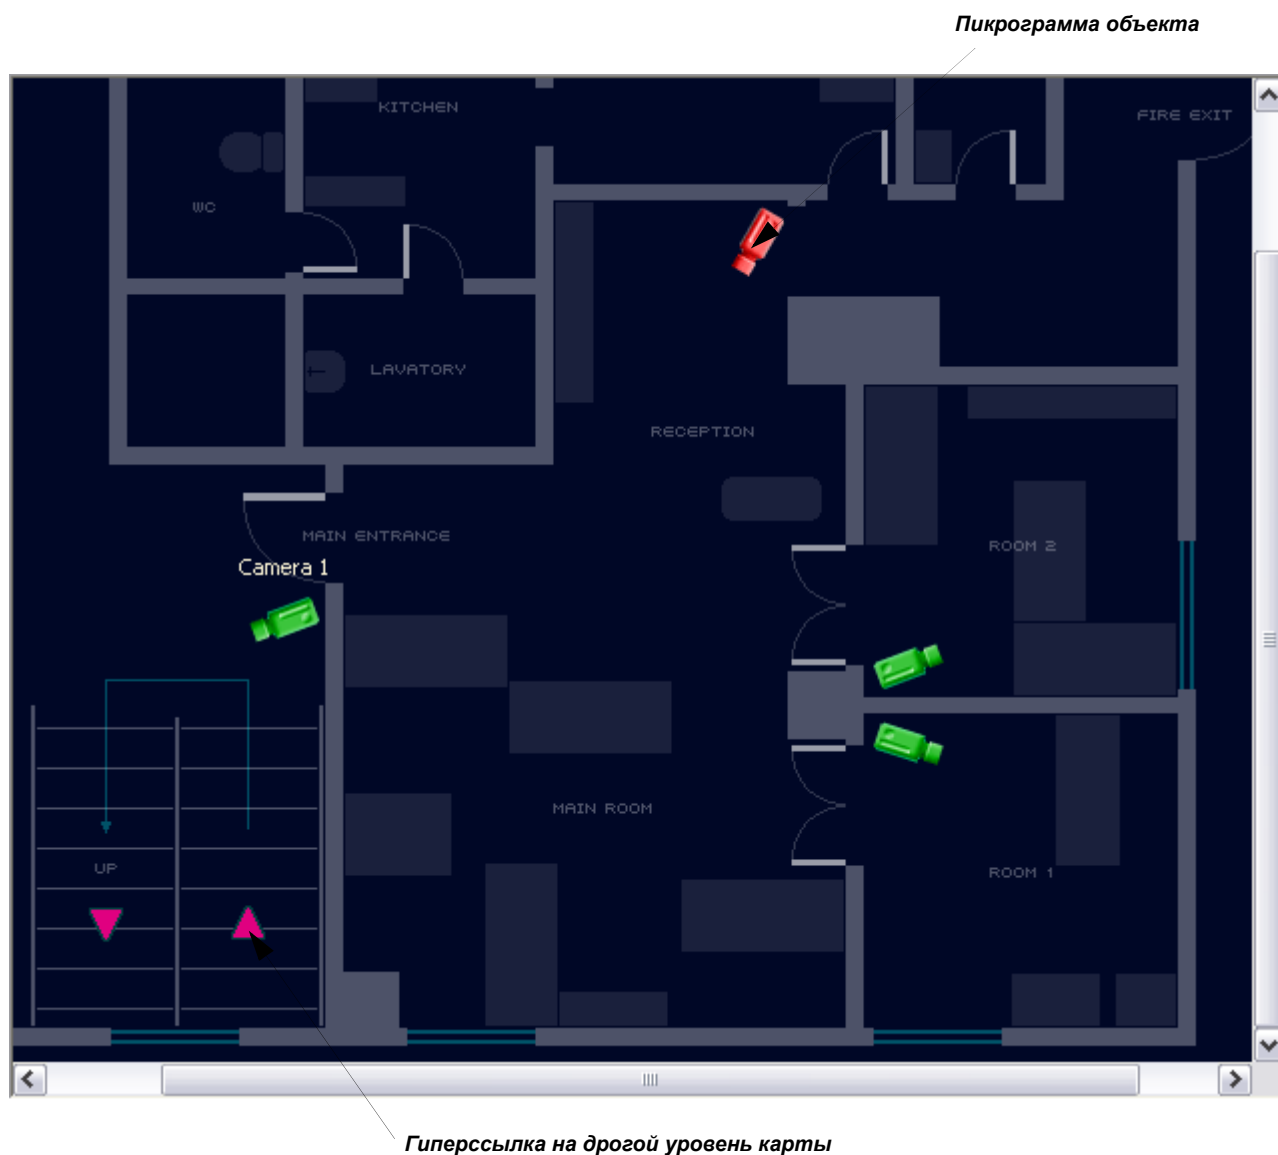 Пикрограмма объекта
KITCHEN
FIRE EXIT
WC
LAVATORY
RECEPTION
MAIN ENTRANCE
ROOM 2
Camera 1
MAIN ROOM
UP
ROOM 1
Гиперссылка на дрогой уровень карты